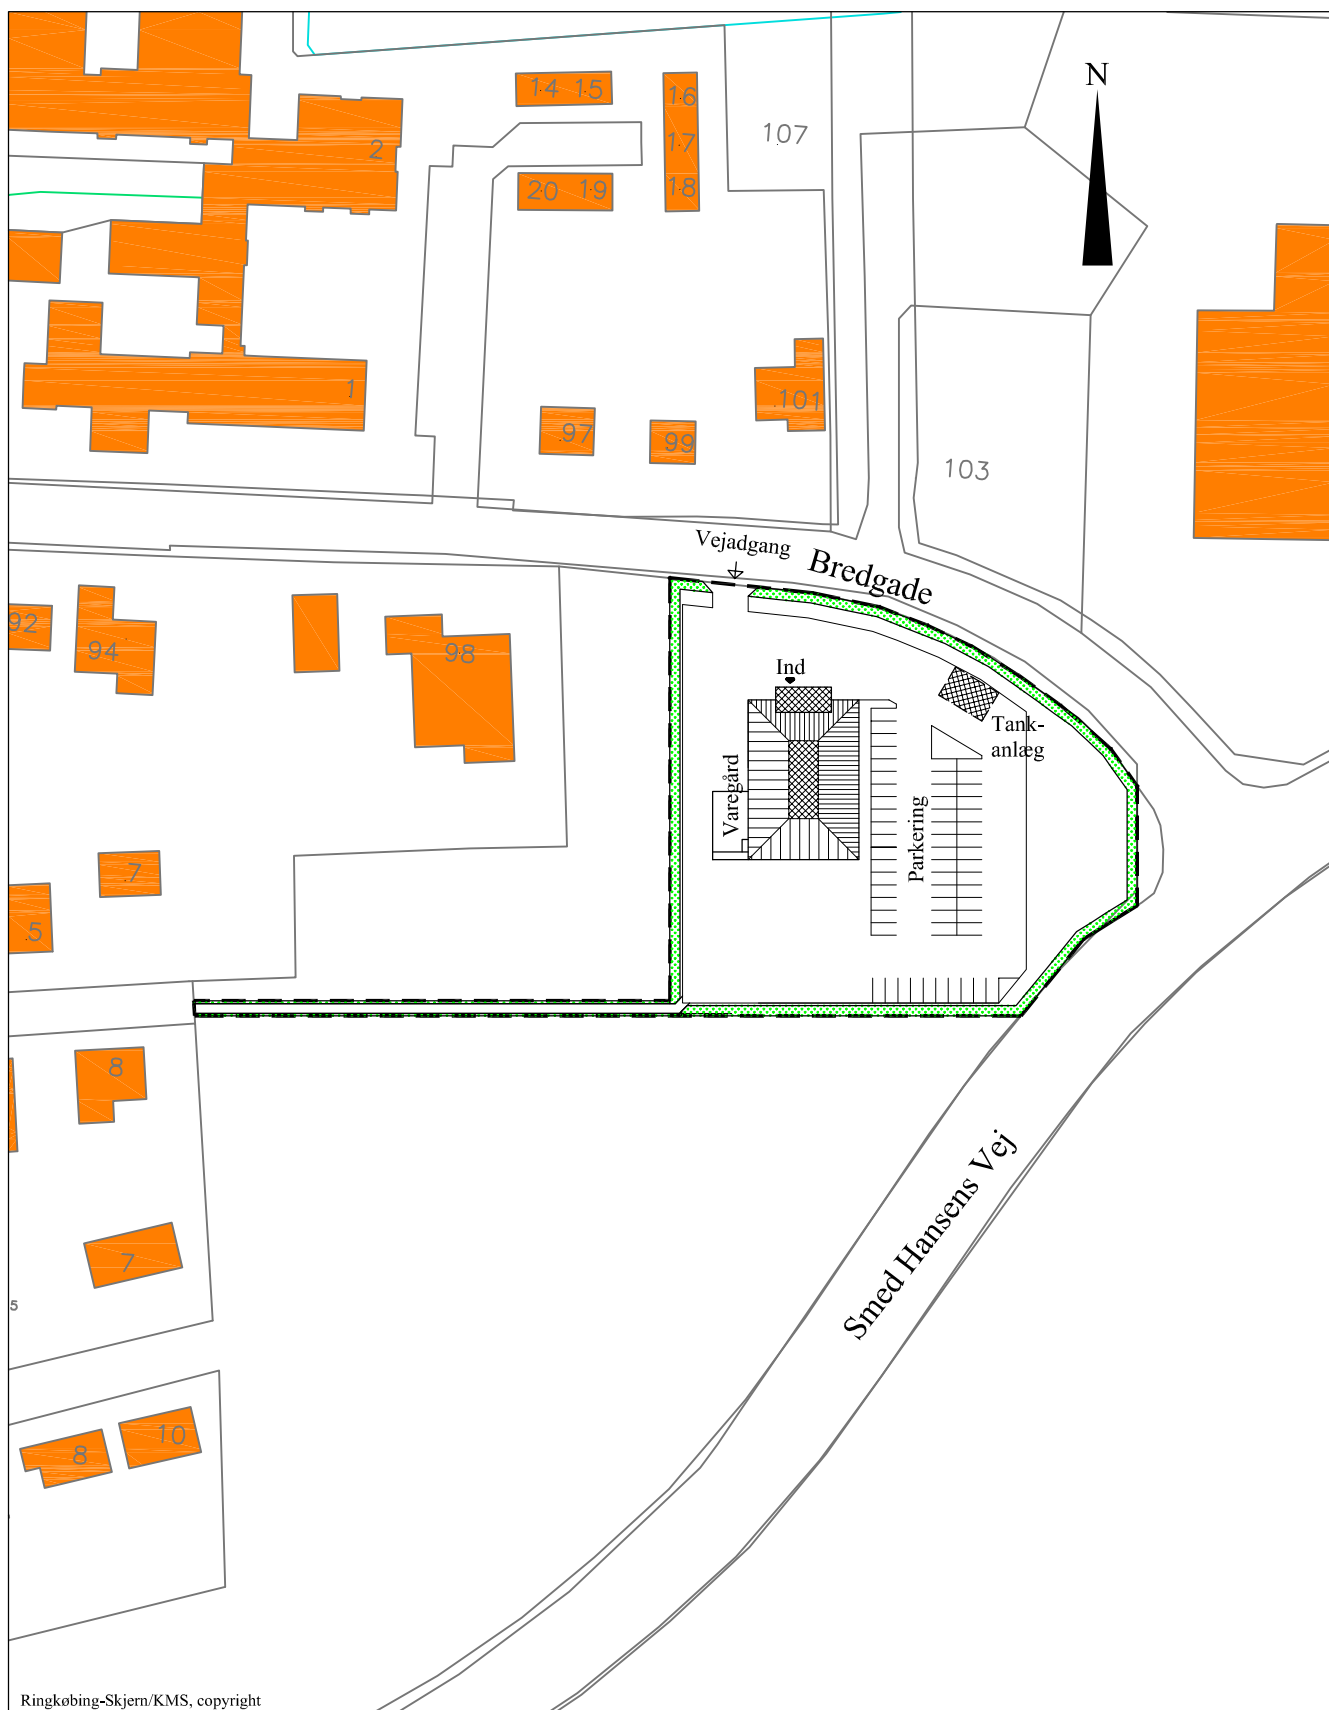 14 15
16
17
18
20 19
107
N
2
1
97
99
101
103
Vejadgang
Bredgade
92
94
98
Ind
Tank-
anlæg
Varegård
Parkering
7
5
8
7
5
Smed Hansens Vej
8
10
Ringkøbing-Skjern/KMS, copyright